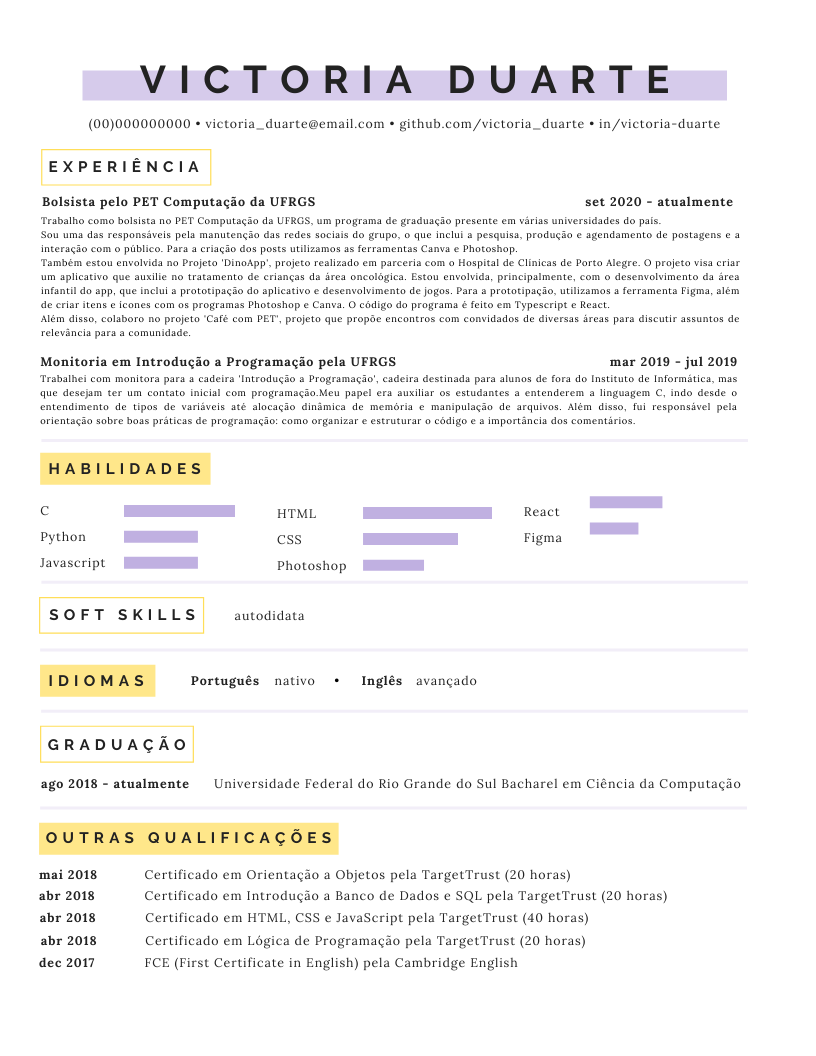 VICTORIA DUARTE
(00)000000000 • victoria_duarte@email.com • github.com/victoria_duarte • in/victoria-duarte
EXPERIÊNCIA
Bolsista pelo PET Computação da UFRGS set 2020 - atualmente
Trabalho como bolsista no PET Computação da UFRGS, um programa de graduação presente em várias universidades do país.
Sou uma das responsáveis pela manutenção das redes sociais do grupo, o que inclui a pesquisa, produção e agendamento de postagens e a
interação com o público. Para a criação dos posts utilizamos as ferramentas Canva e Photoshop.
Também estou envolvida no Projeto 'DinoApp', projeto realizado em parceria com o Hospital de Clínicas de Porto Alegre. O projeto visa criar
um aplicativo que auxilie no tratamento de crianças da área oncológica. Estou envolvida, principalmente, com o desenvolvimento da área
infantil do app, que inclui a prototipação do aplicativo e desenvolvimento de jogos. Para a prototipação, utilizamos a ferramenta Figma, além
de criar itens e ícones com os programas Photoshop e Canva. O código do programa é feito em Typescript e React.
Além disso, colaboro no projeto 'Café com PET', projeto que propõe encontros com convidados de diversas áreas para discutir assuntos de
relevância para a comunidade.
Monitoria em Introdução a Programação pela UFRGS mar 2019 - jul 2019
Trabalhei com monitora para a cadeira 'Introdução a Programação', cadeira destinada para alunos de fora do Instituto de Informática, mas
que desejam ter um contato inicial com programação.Meu papel era auxiliar os estudantes a entenderem a linguagem C, indo desde o
entendimento de tipos de variáveis até alocação dinâmica de memória e manipulação de arquivos. Além disso, fui responsável pela
orientação sobre boas práticas de programação: como organizar e estruturar o código e a importância dos comentários.
HABILIDADES
C
Python
Javascript
HTML
CSS
Photoshop
React
Figma
SOFT SKILLS autodidata
IDIOMAS Português nativo • Inglês avançado
GRADUAÇÃO
ago 2018 - atualmente Universidade Federal do Rio Grande do Sul Bacharel em Ciência da Computação
OUTRAS QUALIFICAÇÕES
mai 2018 Certificado em Orientação a Objetos pela TargetTrust (20 horas)
abr 2018 Certificado em Introdução a Banco de Dados e SQL pela TargetTrust (20 horas)
abr 2018 Certificado em HTML, CSS e JavaScript pela TargetTrust (40 horas)
abr 2018 Certificado em Lógica de Programação pela TargetTrust (20 horas)
dec 2017 FCE (First Certificate in English) pela Cambridge English